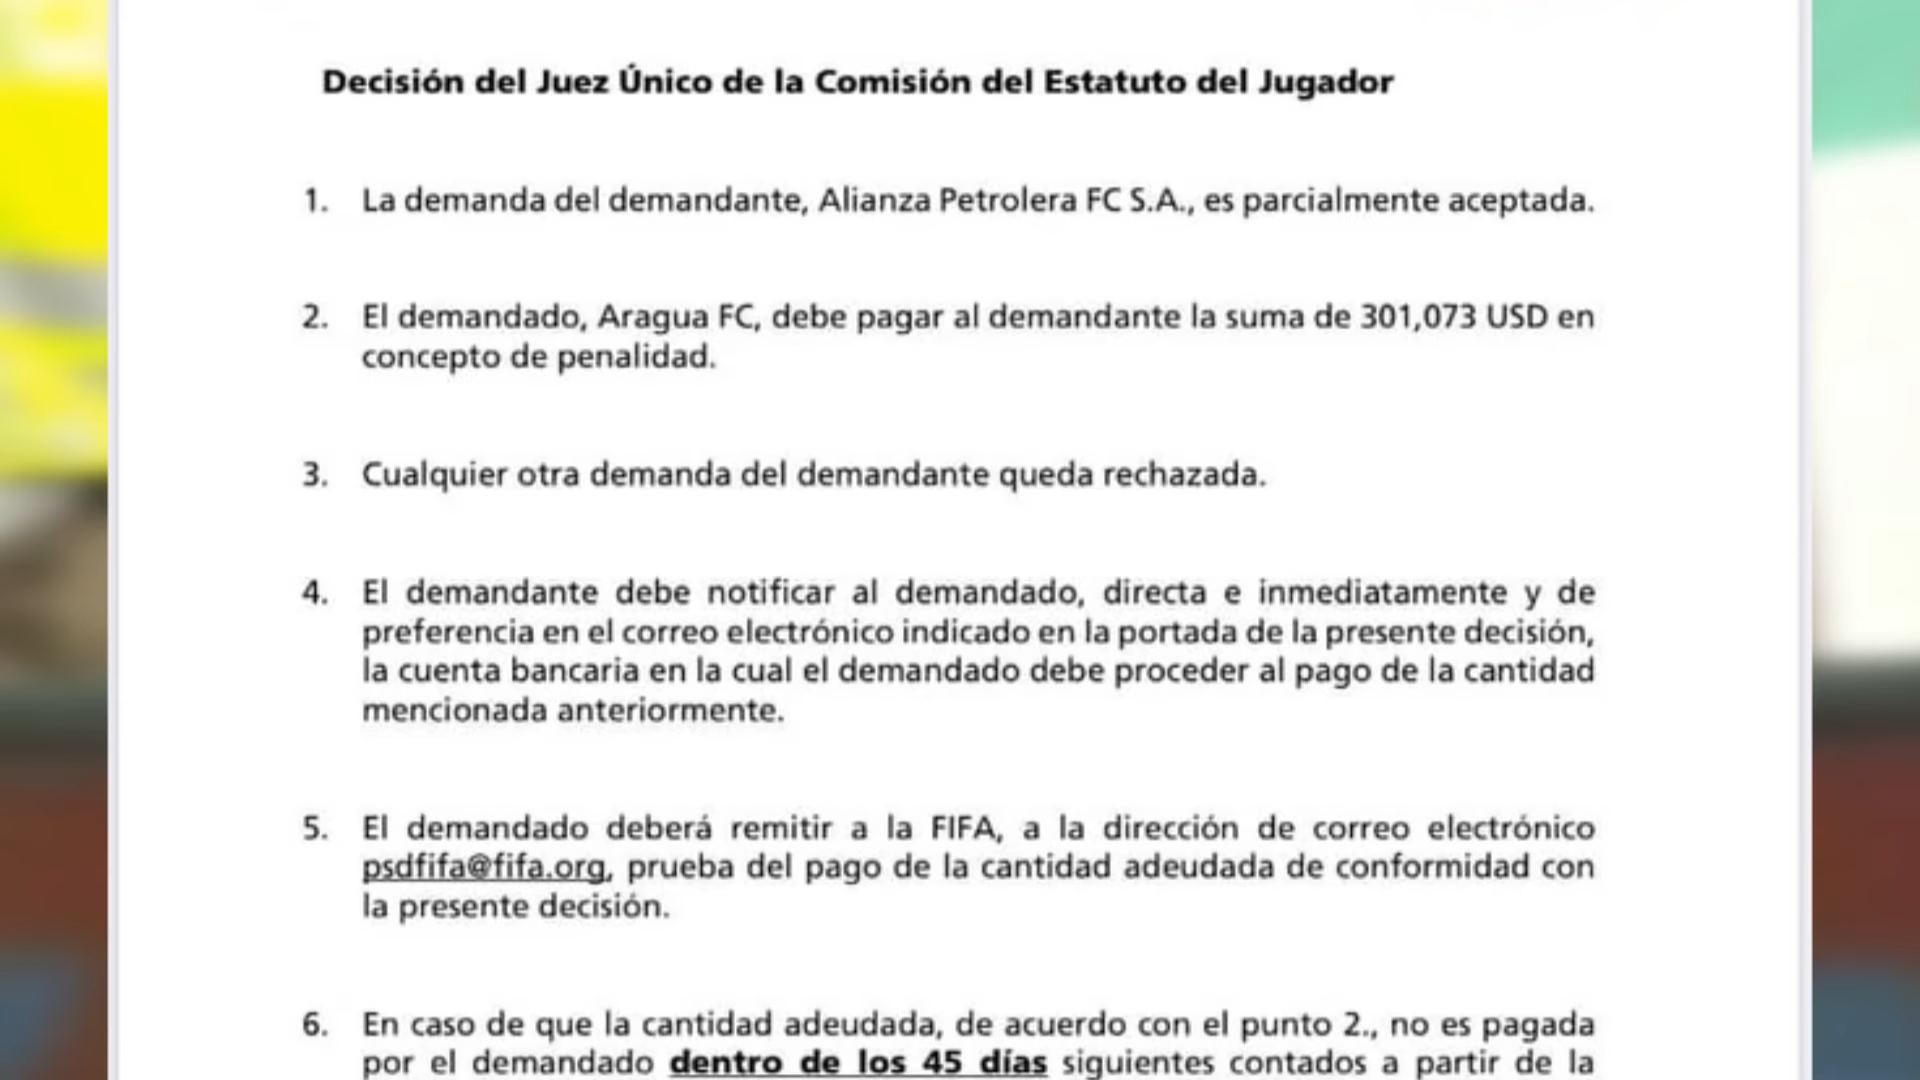 Decisión del Juez Único de la Comisión del Estatuto del Jugador
1. La demanda del demandante, Alianza Petrolera FC S.A., es parcialmente aceptada.
2. El demandado, Aragua FC, debe pagar al demandante la suma de 301,073 USD en
concepto de penalidad.
3. Cualquier otra demanda del demandante queda rechazada.
4. El demandante debe notificar al demandado, directa e inmediatamente y de
preferencia en el correo electrónico indicado en la portada de la presente decisión,
la cuenta bancaria en la cual el demandado debe proceder al pago de la cantidad
mencionada anteriormente.
5. El demandado deberá remitir a la FIFA, a la dirección de correo electrónico
psdfifa@fifa.org, prueba del pago de la cantidad adeudada de conformidad con
la presente decisión.
6. En caso de que la cantidad adeudada, de acuerdo con el punto 2., no es pagada
por el demandado dentro de los 45 días siguientes contados a partir de la